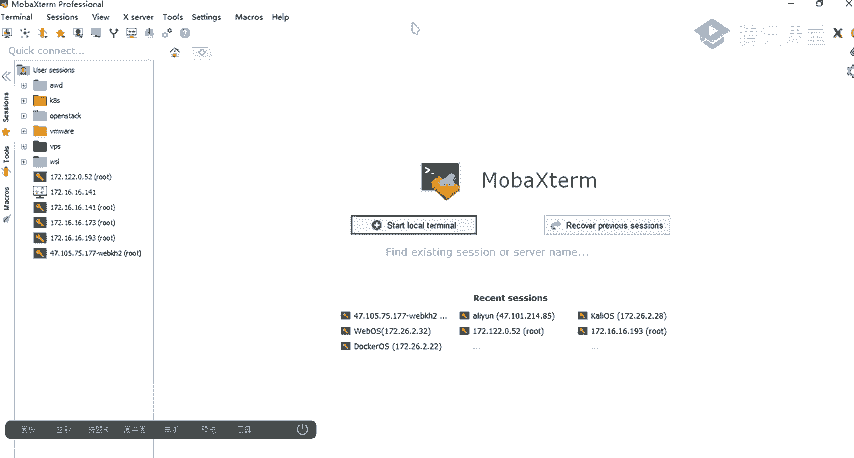 MobaXterm Professional
Terminal Sessions View X server Tools Settings Macros Help
Quick connect...
User sessions
awd
k8s
openstack
vmware
vps
wsl
172.122.0.52 (root)
172.16.16.141
172.16.16.141 (root)
172.16.16.173 (root)
172.16.16.193 (root)
47.105.75.177-webkh2 (root)
Sessions
Tools
Macros
MobaXterm
Start local terminal
Recover previous sessions
Find existing session or server name...
Recent sessions
47.105.75.177-webkh2 ...
aliyun (47.101.214.85)
KaliOS (172.26.2.28)
WebOS(172.26.2.32)
172.122.0.52 (root)
172.16.16.193 (root)
DockerOS (172.26.2.22)
...
...